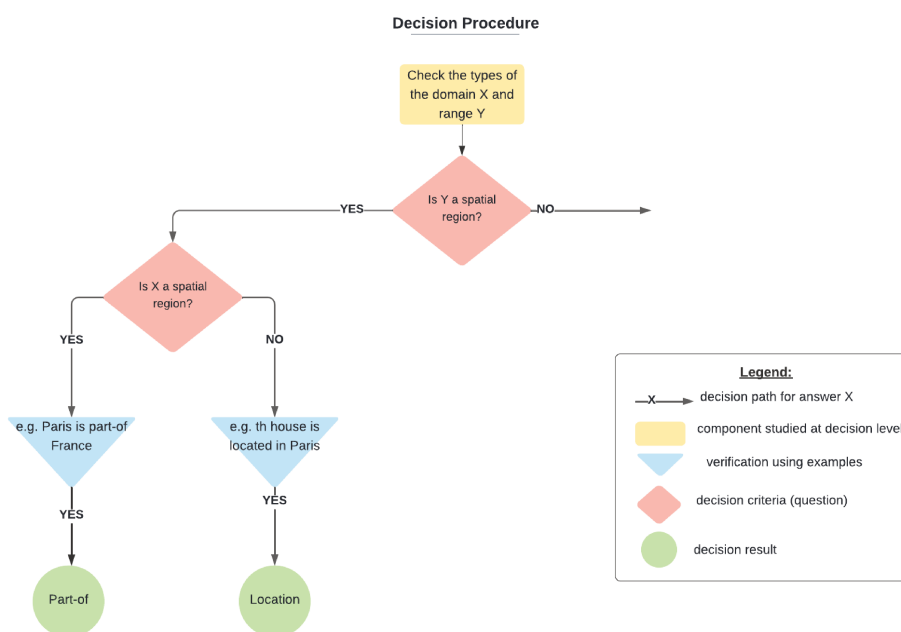 Decision Procedure
Check the types of
the domain X and
range Y
Is Y a spatial
region?
YES
NO
Is X a spatial
region?
YES
NO
e.g. Paris is part-of
France
e.g. th house is
located in Paris
YES
YES
Part-of
Location
Legend:
X
decision path for answer X
component studied at decision level
verification using examples
decision criteria (question)
decision result